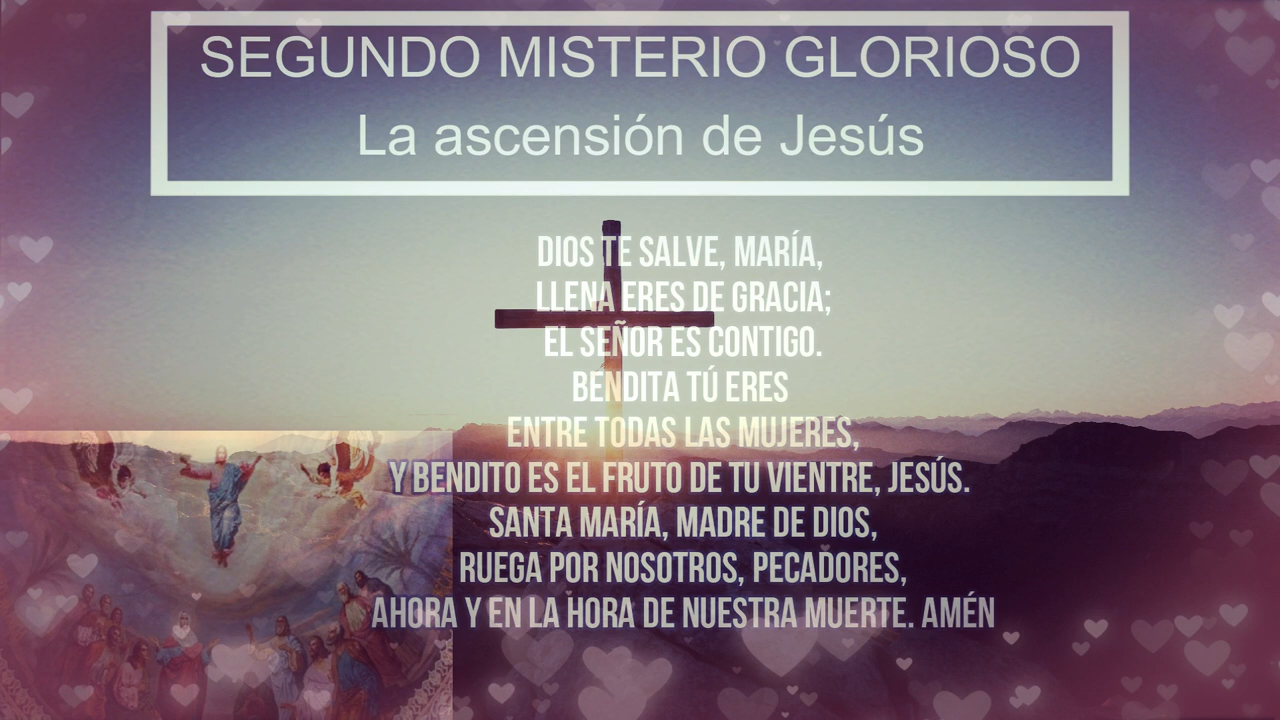 SEGUNDO MISTERIO GLORIOSO
La ascensión de Jesús
DIOS TE SALVE, MARÍA,
LLENA ERES DE GRACIA;
EL SEÑOR ES CONTIGO.
BENDITA TÚ ERES
ENTRE TODAS LAS MUJERES,
Y BENDITO ES EL FRUTO DE TU VIENTRE, JESÚS.
SANTA MARÍA, MADRE DE DIOS,
RUEGA POR NOSOTROS, PECADORES,
AHORA Y EN LA HORA DE NUESTRA MUERTE. AMÉN